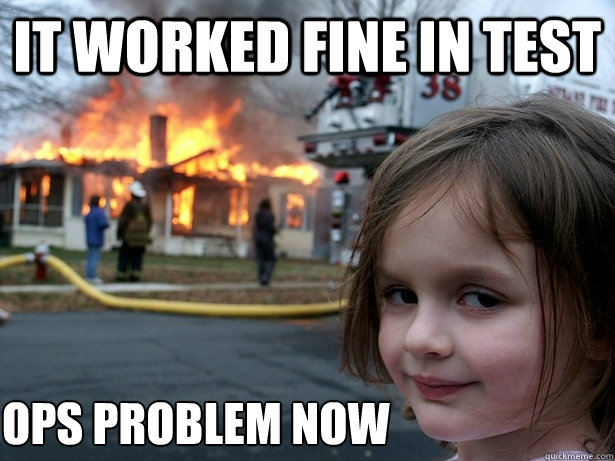 IT WORKED FINE IN TEST
38
OPS PROBLEM NOW
quickmeme.com